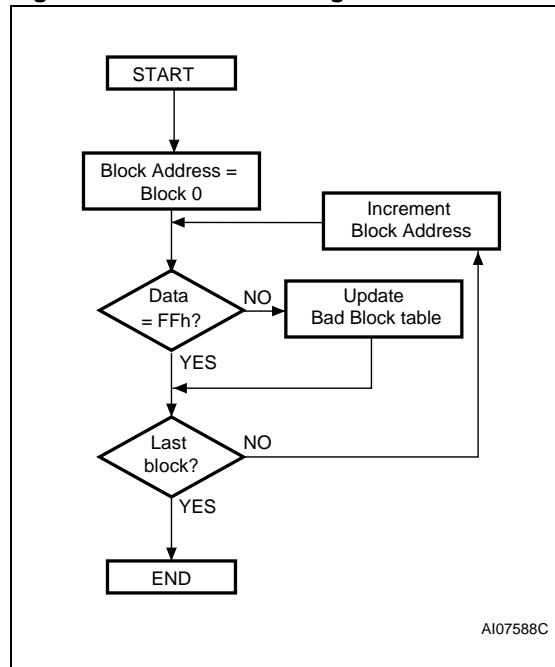 START
Block Address =
Block 0
Increment
Block Address
Data
= FFh?
NO
Update
Bad Block table
YES
Last
block?
NO
YES
END
AI07588C